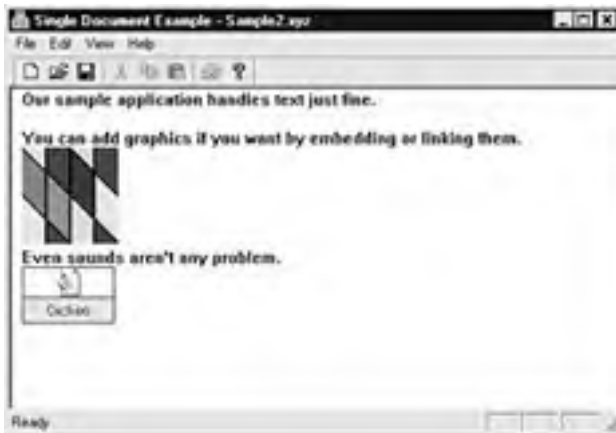 Single Document Example - Sample2.xyz
File Edit View Help
Our sample application handles text just fine.
You can add graphics if you want by embedding or linking them.
Even sounds aren't any problem.
Ready